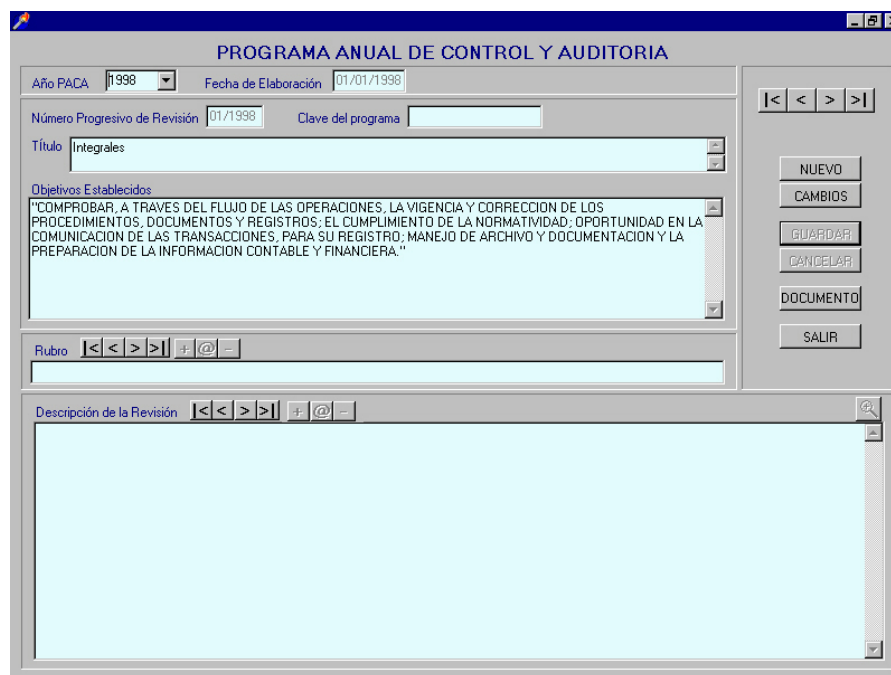 PROGRAMA ANUAL DE CONTROL Y AUDITORIA
Año PACA 1998 Fecha de Elaboración 01/01/1998
|< < > >|
Número Progresivo de Revisión 01/1998 Clave del programa
Título Integrales
NUEVO
CAMBIOS
Objetivos Establecidos
"COMPROBAR, A TRAVES DEL FLUJO DE LAS OPERACIONES, LA VIGENCIA Y CORRECCION DE LOS
PROCEDIMIENTOS, DOCUMENTOS Y REGISTROS; EL CUMPLIMIENTO DE LA NORMATIVIDAD; OPORTUNIDAD EN LA
COMUNICACION DE LAS TRANSACCIONES, PARA SU REGISTRO; MANEJO DE ARCHIVO Y DOCUMENTACION Y LA
PREPARACION DE LA INFORMACION CONTABLE Y FINANCIERA."
GUARDAR
CANCELAR
DOCUMENTO
SALIR
Rubro |< < > >| + @ -
Descripción de la Revisión |< < > >| + @ -